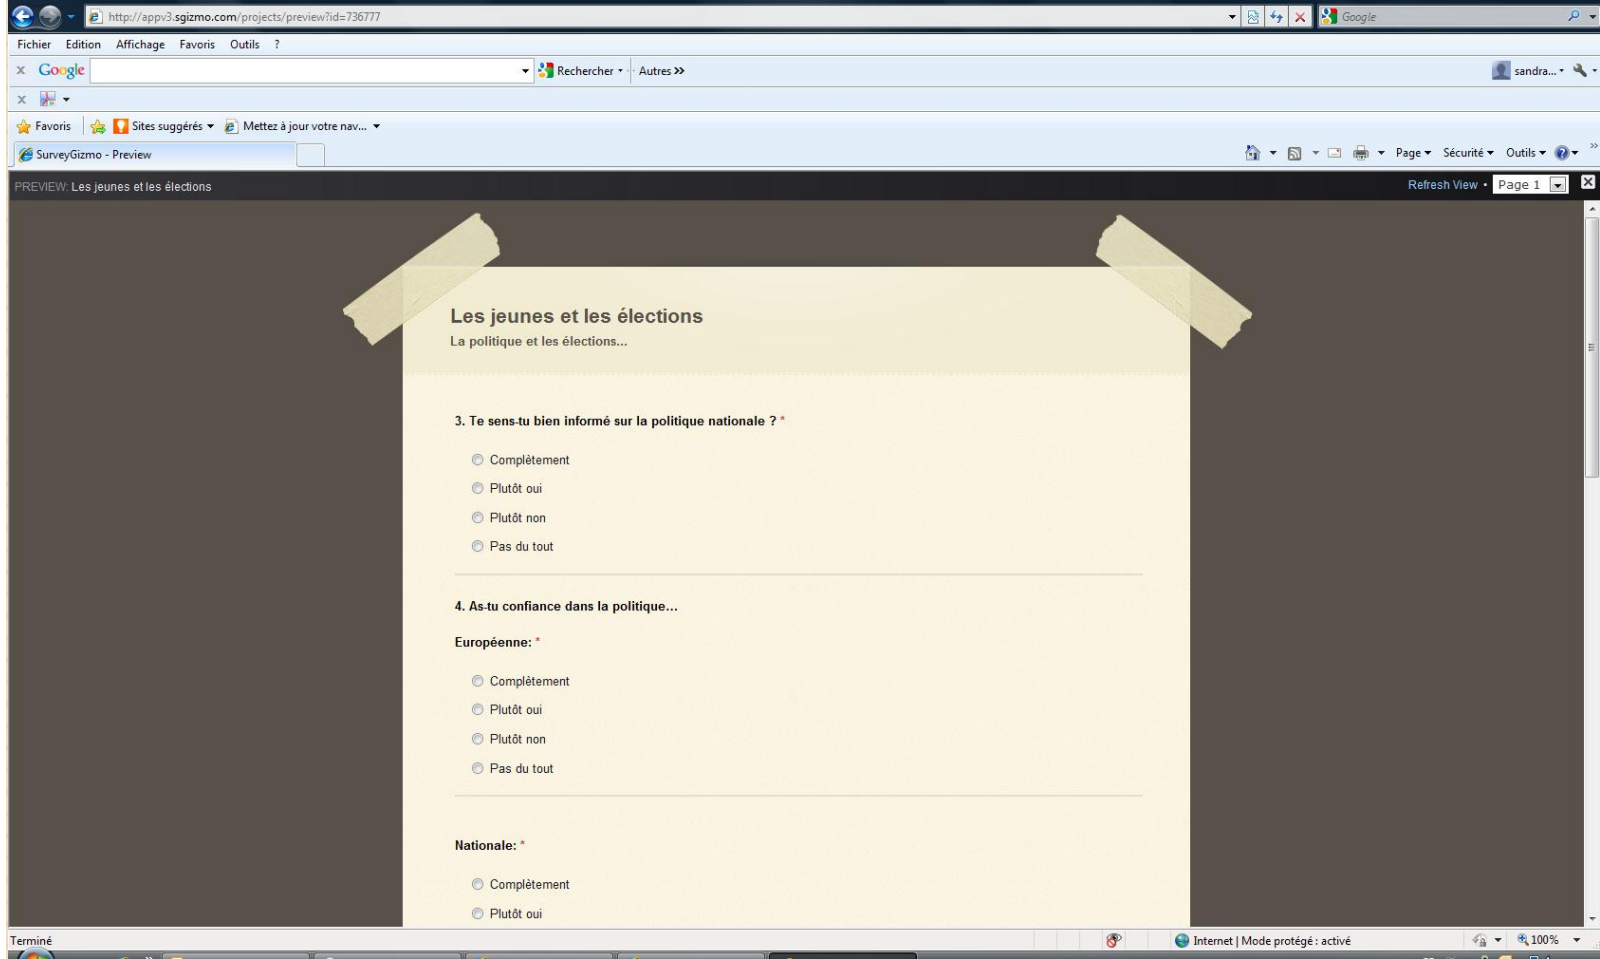 http://appv3.sgizmo.com/projects/preview?id=736777
Google
Fichier Edition Affichage Favoris Outils ?
x Google Rechercher Autres >> sandra...
x
Favoris Sites suggérés Mettez à jour votre nav...
SurveyGizmo - Preview Page Sécurité Outils
PREVIEW: Les jeunes et les élections Refresh View • Page 1
Les jeunes et les élections
La politique et les élections...
3. Te sens-tu bien informé sur la politique nationale ? *
Complètement
Plutôt oui
Plutôt non
Pas du tout
4. As-tu confiance dans la politique…
Européenne: *
Complètement
Plutôt oui
Plutôt non
Pas du tout
Nationale: *
Complètement
Plutôt oui
Terminé Internet | Mode protégé : activé 100%